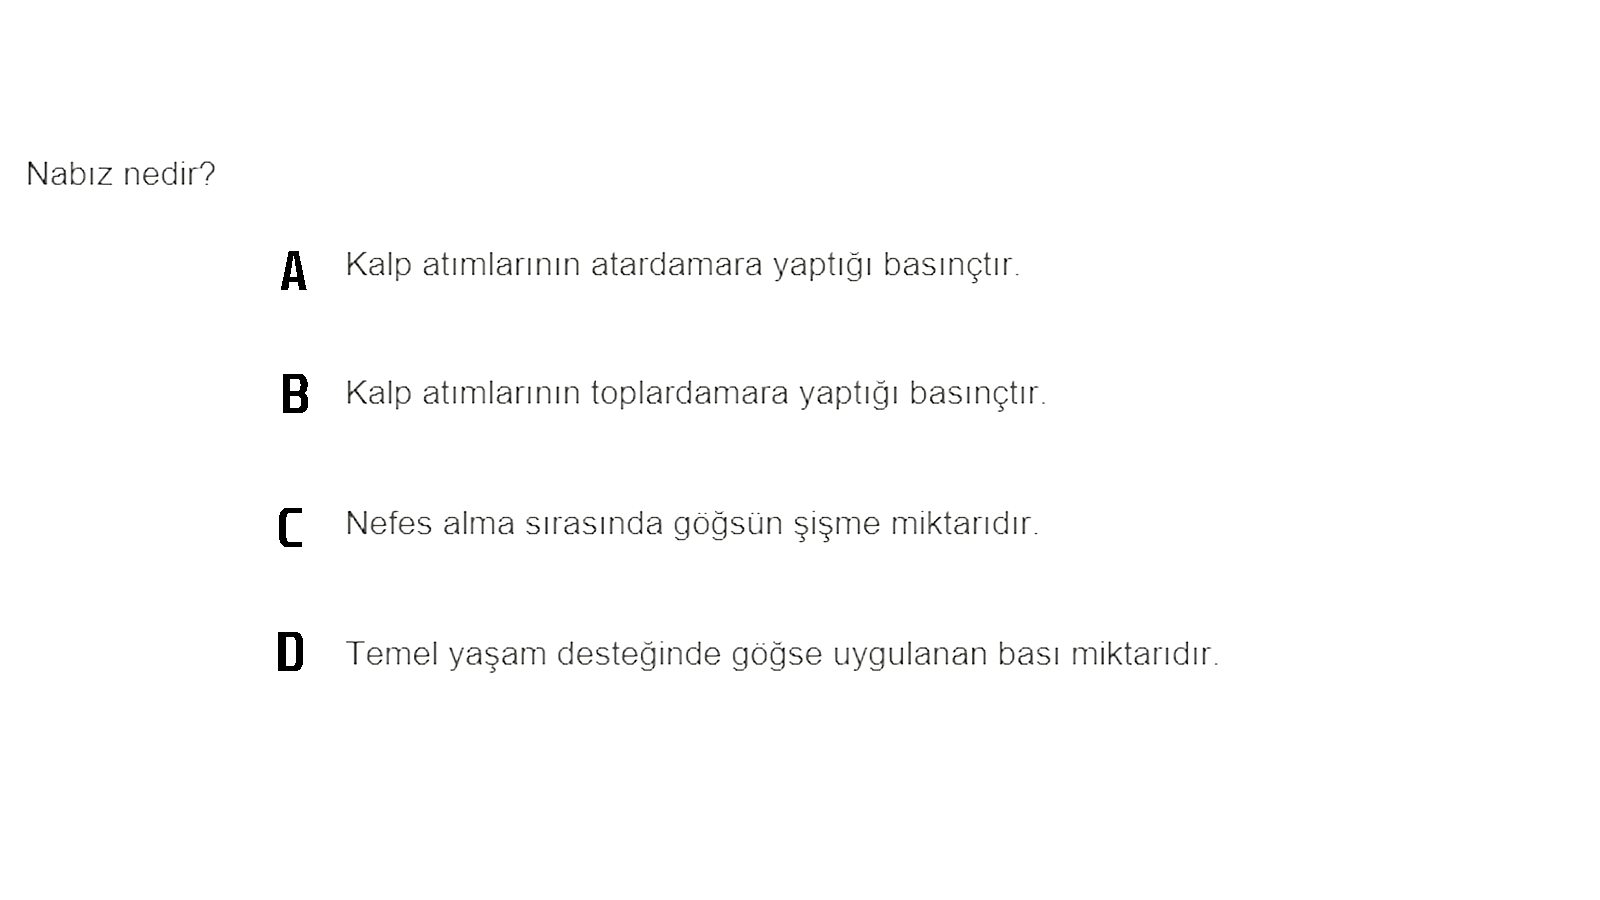 Nabız nedir?
A Kalp atımlarının atardamara yaptığı basınçtır.
B Kalp atımlarının toplardamara yaptığı basınçtır.
C Nefes alma sırasında göğsün şişme miktarıdır.
D Temel yaşam desteğinde göğse uygulanan bası miktarıdır.